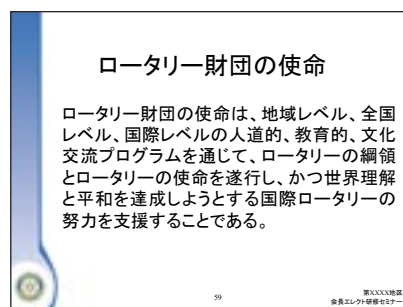 ロータリー財団の使命
ロータリー財団の使命は、地域レベル、全国
レベル、国際レベルの人道的、教育的、文化
交流プログラムを通じて、ロータリーの綱領
とロータリーの使命を遂行し、かつ世界理解
と平和を達成しようとする国際ロータリーの
努力を支援することである。
59
第XXXX地区
会長エレクト研修セミナー